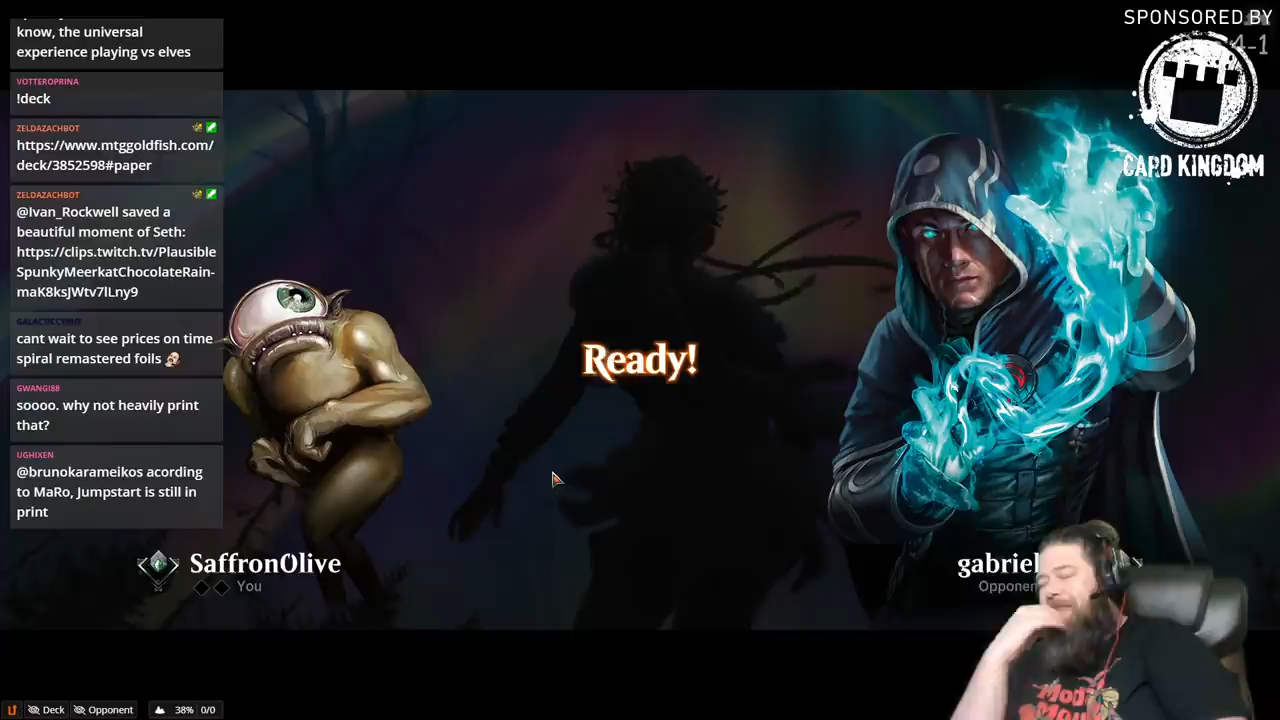 know, the universal
experience playing vs elves
VOTTEROPRINA
!deck
ZELDAZACHBOT
https://www.mtggoldfish.com/
deck/3852598#paper
ZELDAZACHBOT
@Ivan_Rockwell saved a
beautiful moment of Seth:
https://clips.twitch.tv/Plausible
SpunkyMeerkatChocolateRain-
maK8ksJWtv7lLny9
cant wait to see prices on time
spiral remastered foils
GWANGI88
soooo. why not heavily print
that?
UGHIXEN
@brunokarameikos acording
to MaRo, Jumpstart is still in
print
SPONSORED BY
4-1
CARD KINGDOM
Ready!
SaffronOlive
You
gabriel
Opponen
Deck
Opponent
38%
0/0